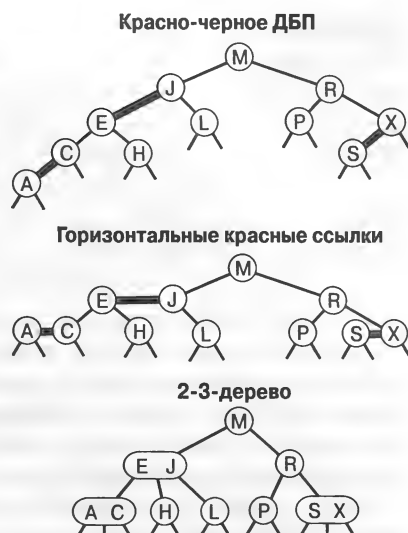 Красно-черное ДБП
M
J R
E L P X
C H S
A
Горизонтальные красные ссылки
M
E J R
A C H L P S X
2-3-дерево
M
E J R
A C H L P S X